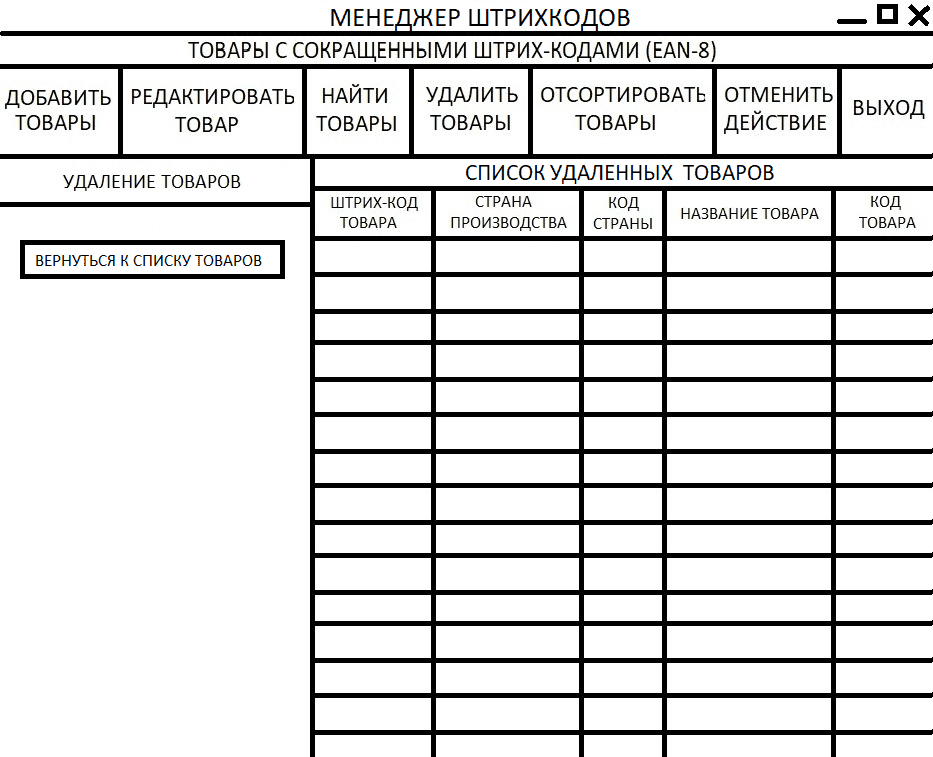 МЕНЕДЖЕР ШТРИХКОДОВ
ТОВАРЫ С СОКРАЩЕННЫМИ ШТРИХ-КОДАМИ (EAN-8)
ДОБАВИТЬ
ТОВАРЫ
РЕДАКТИРОВАТЬ
ТОВАР
НАЙТИ
ТОВАРЫ
УДАЛИТЬ
ТОВАРЫ
ОТСОРТИРОВАТЬ
ТОВАРЫ
ОТМЕНИТЬ
ДЕЙСТВИЕ
ВЫХОД
УДАЛЕНИЕ ТОВАРОВ
ВЕРНУТЬСЯ К СПИСКУ ТОВАРОВ
СПИСОК УДАЛЕННЫХ ТОВАРОВ
ШТРИХ-КОД
ТОВАРА
СТРАНА
ПРОИЗВОДСТВА
КОД
СТРАНЫ
НАЗВАНИЕ ТОВАРА
КОД
ТОВАРА